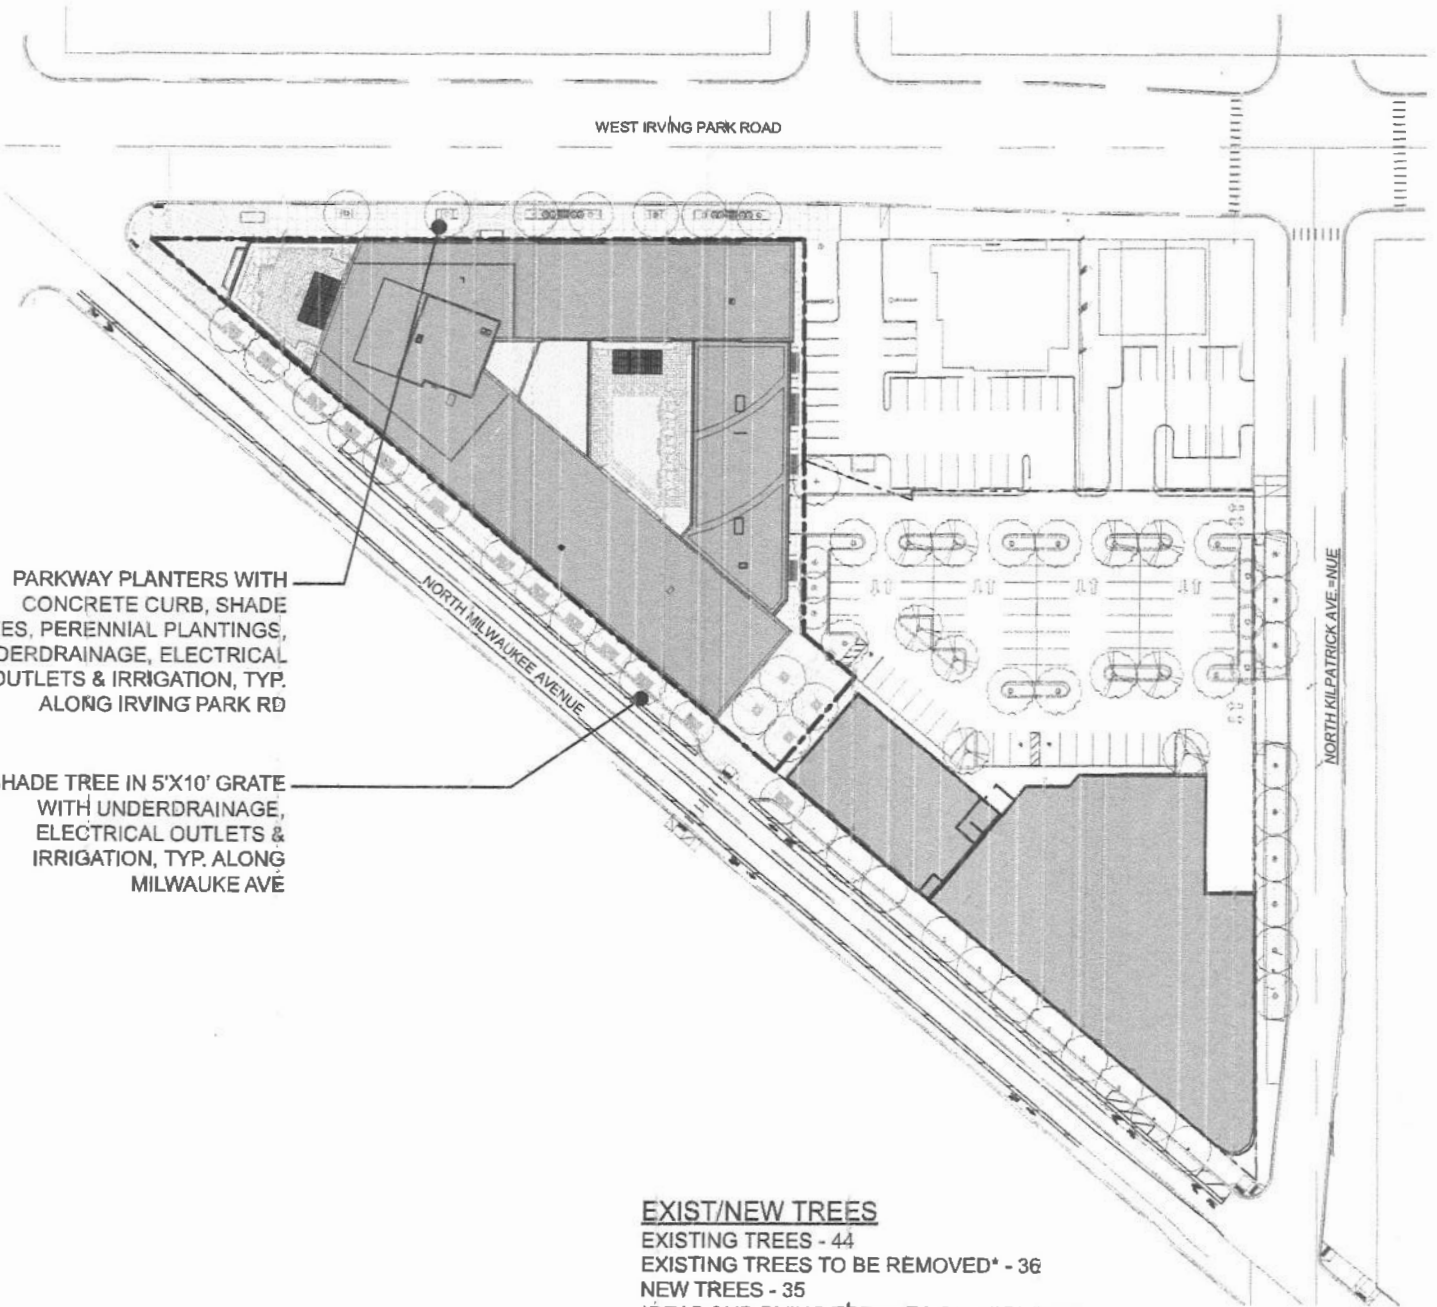 WEST IRVING PARK ROAD
PARKWAY PLANTERS WITH
CONCRETE CURB, SHADE
ES, PERENNIAL PLANTINGS,
DERDRAINAGE, ELECTRICAL
OUTLETS & IRRIGATION, TYP.
ALONG IRVING PARK RD
NORTH MILWAUKEE AVENUE
NORTH KILPATRICK AVE.=NUE
HADE TREE IN 5'X10' GRATE
WITH UNDERDRAINAGE,
ELECTRICAL OUTLETS &
IRRIGATION, TYP. ALONG
MILWAUKE AVE
EXIST/NEW TREES
EXISTING TREES - 44
EXISTING TREES TO BE REMOVED* - 36
NEW TREES - 35